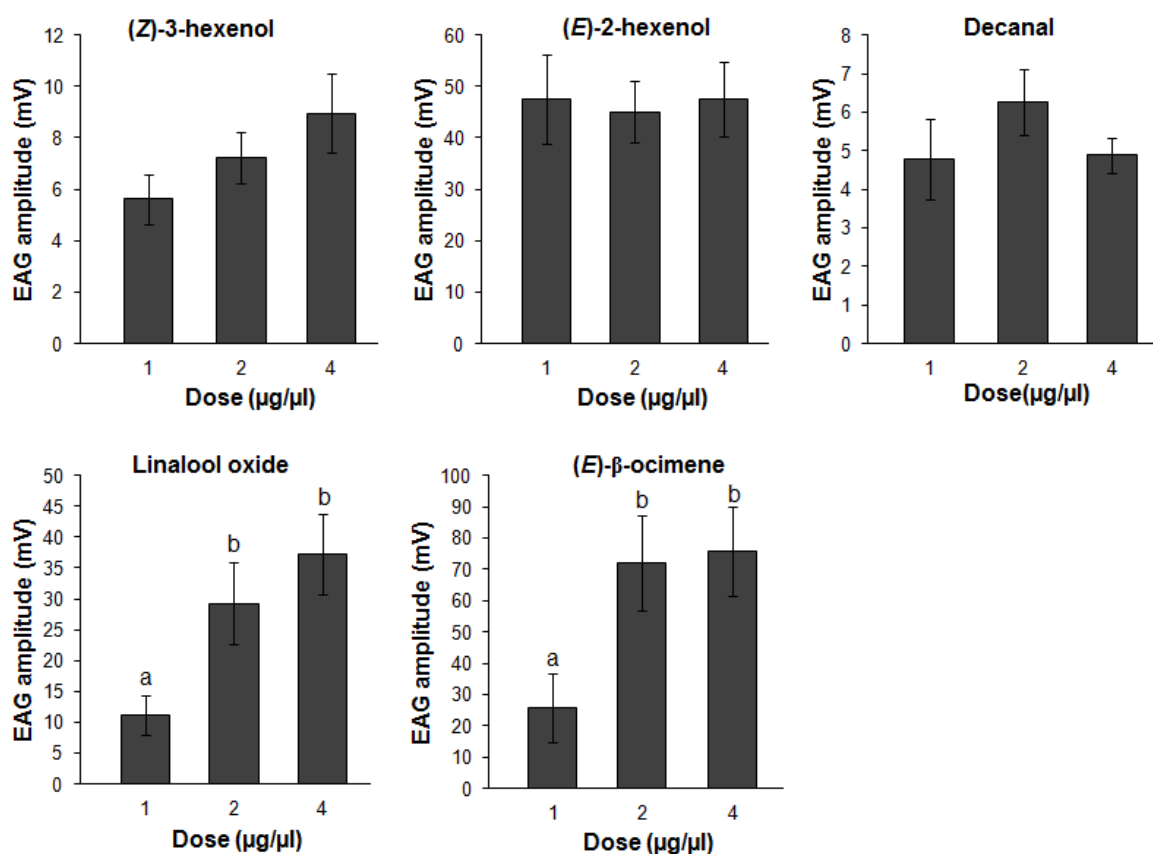 (Z)-3-hexenol
12
10
8
6
4
2
0
EAG amplitude (mV)
1 2 4
Dose (µg/µl)
(E)-2-hexenol
60
50
40
30
20
10
0
EAG amplitude (mV)
1 2 4
Dose (µg/µl)
Decanal
8
7
6
5
4
3
2
1
0
EAG amplitude (mV)
1 2 4
Dose(µg/µl)
Linalool oxide
50
45
40
35
30
25
20
15
10
5
0
EAG amplitude (mV)
a b b
1 2 4
Dose (µg/µl)
(E)-β-ocimene
100
90
80
70
60
50
40
30
20
10
0
EAG amplitude (mV)
a b b
1 2 4
Dose (µg/µl)